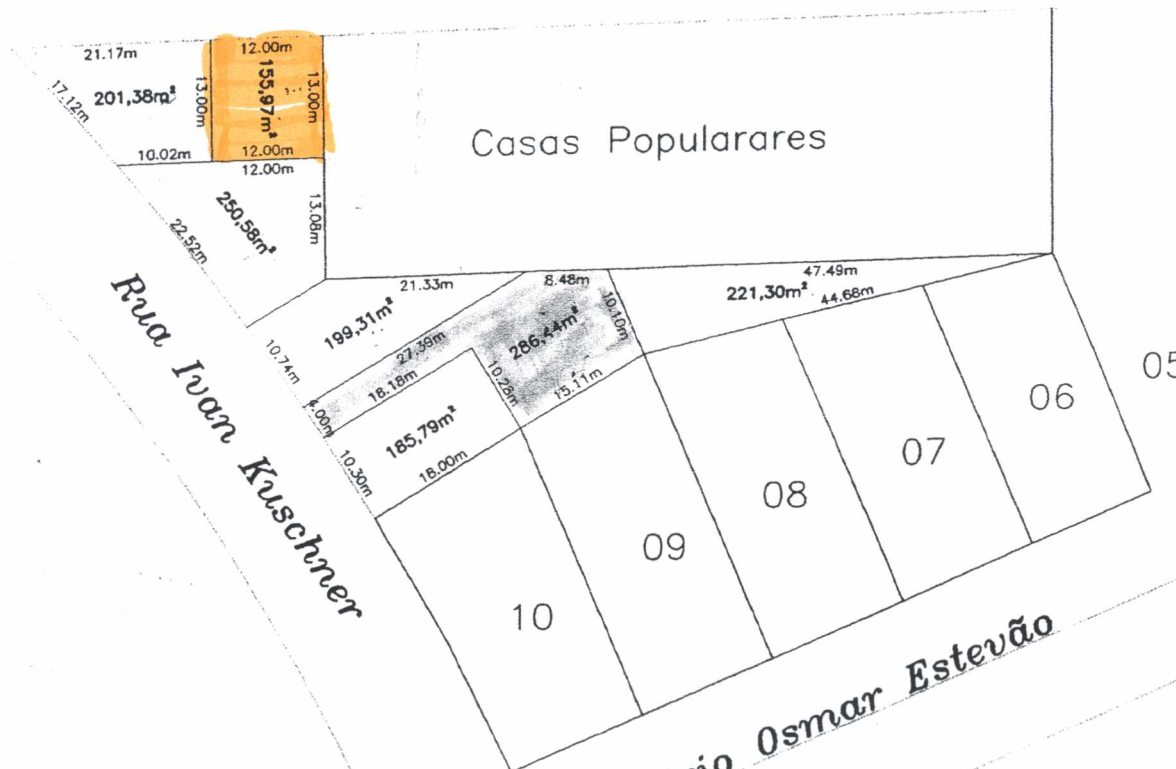 21.17m
12.00m
17.12m
201,38m²
13.00m
155,97m²
13.00m
10.02m
12.00m
12.00m
Casas Popularares
22.52m
250,58m²
13.08m
Rua Ivan Kuschner
21.33m
8.48m
47.49m
199,31m²
10.10m
221,30m²
44.68m
10.74m
27.39m
286,44m²
18.18m
10.28m
15.11m
4.00m
185,79m²
10.30m
18.00m
05
06
07
08
09
10
Osmar Estevão